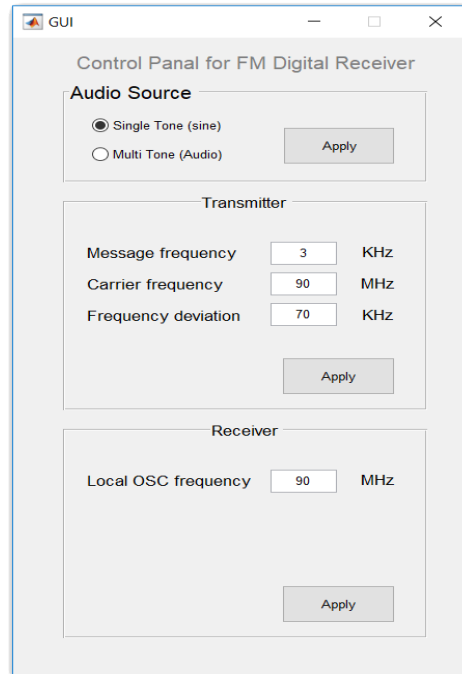 GUI
Control Panal for FM Digital Receiver
Audio Source
Single Tone (sine)
Multi Tone (Audio)
Apply
Transmitter
Message frequency 3 KHz
Carrier frequency 90 MHz
Frequency deviation 70 KHz
Apply
Receiver
Local OSC frequency 90 MHz
Apply